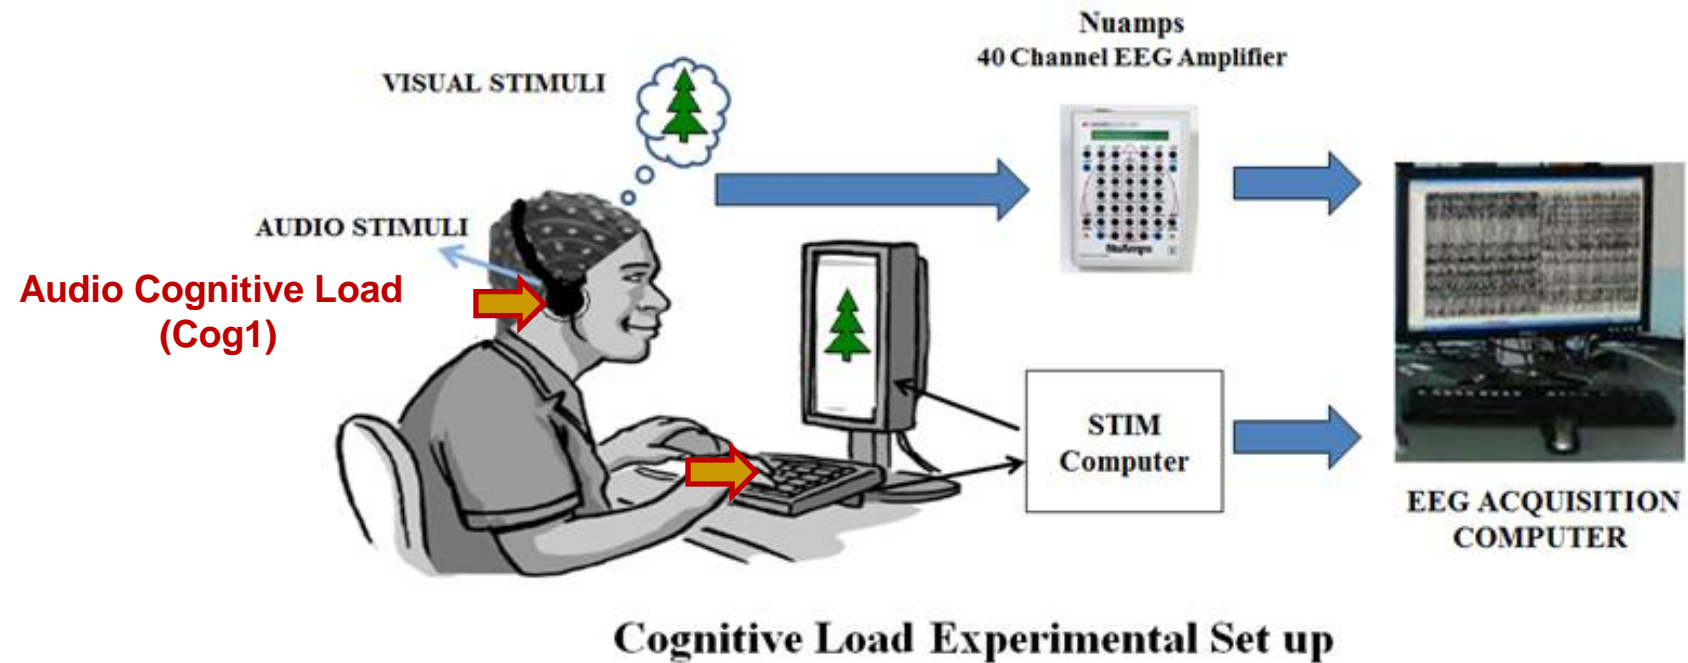 Nuamps
40 Channel EEG Amplifier
VISUAL STIMULI
AUDIO STIMULI
Audio Cognitive Load
(Cog1)
NuAmps
STIM
Computer
EEG ACQUISITION
COMPUTER
Cognitive Load Experimental Set up